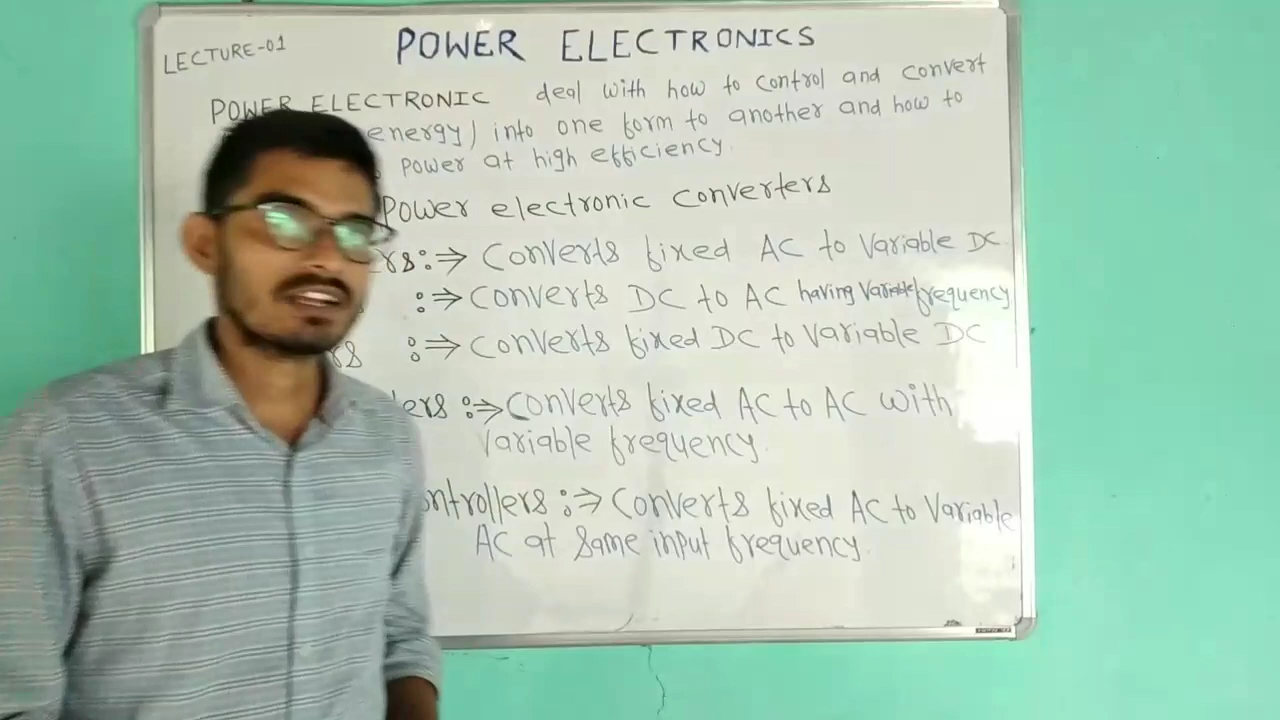 LECTURE-01
POWER ELECTRONICS
POWER ELECTRONIC deal with how to control and convert
energy) into one form to another and how to
power at high efficiency.
Power electronic converters
rs :⇒ Converts fixed AC to Variable DC
:⇒ Converts DC to AC having Variable frequency
rs :⇒ Converts fixed DC to Variable DC
ers :⇒ Converts fixed AC to AC with
Variable frequency.
ontrollers :⇒ Converts fixed AC to Variable
AC at Same input frequency.